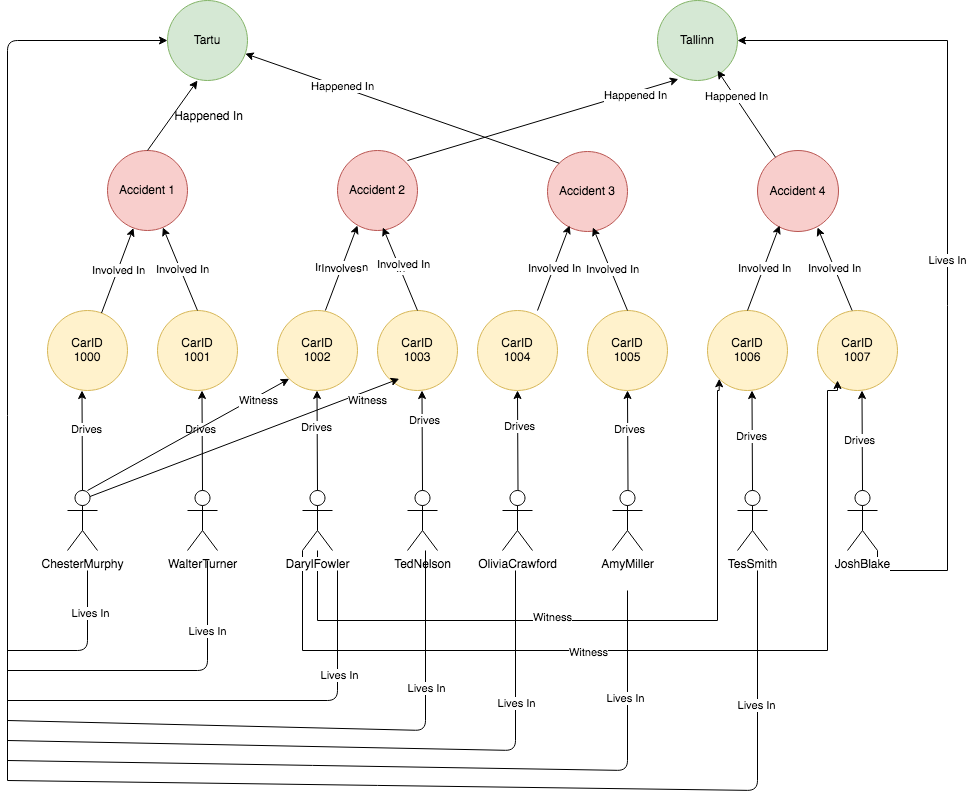 Tartu
Tallinn
Happened In
Happened In
Happened In
Happened In
Accident 1
Accident 2
Accident 3
Accident 4
Lives In
Involved In
Involved In
Involved In
Involved In
Involved In
Involved In
Involved In
CarID
1000
CarID
1001
CarID
1002
CarID
1003
CarID
1004
CarID
1005
CarID
1006
CarID
1007
Witness
Witness
Drives
Drives
Drives
Drives
Drives
Drives
Drives
Drives
ChesterMurphy
WalterTurner
DarylFowler
TedNelson
OliviaCrawford
AmyMiller
TesSmith
JoshBlake
Lives In
Witness
Lives In
Witness
Lives In
Lives In
Lives In
Lives In
Lives In